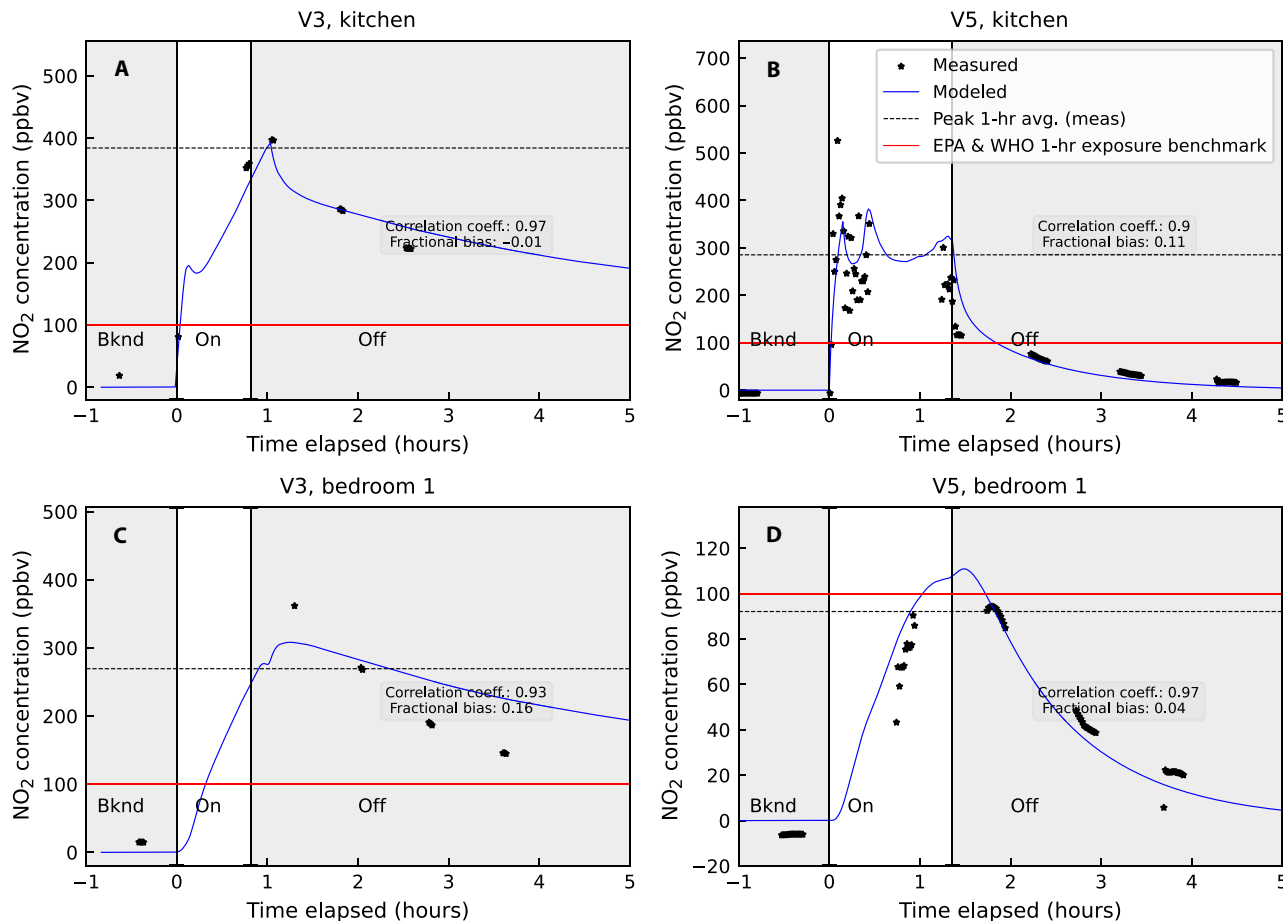 V3, kitchen
A
NO2 concentration (ppbv)
500
400
300
200
100
0
Correlation coeff.: 0.97
Fractional bias: −0.01
Bknd
On
Off
−1
0
1
2
3
4
5
Time elapsed (hours)
V5, kitchen
B
NO2 concentration (ppbv)
700
600
500
400
300
200
100
0
Measured
Modeled
Peak 1-hr avg. (meas)
EPA & WHO 1-hr exposure benchmark
Correlation coeff.: 0.9
Fractional bias: 0.11
Bknd
On
Off
−1
0
1
2
3
4
5
Time elapsed (hours)
V3, bedroom 1
C
NO2 concentration (ppbv)
500
400
300
200
100
0
Correlation coeff.: 0.93
Fractional bias: 0.16
Bknd
On
Off
−1
0
1
2
3
4
5
Time elapsed (hours)
V5, bedroom 1
D
NO2 concentration (ppbv)
120
100
80
60
40
20
0
−20
Correlation coeff.: 0.97
Fractional bias: 0.04
Bknd
On
Off
−1
0
1
2
3
4
5
Time elapsed (hours)